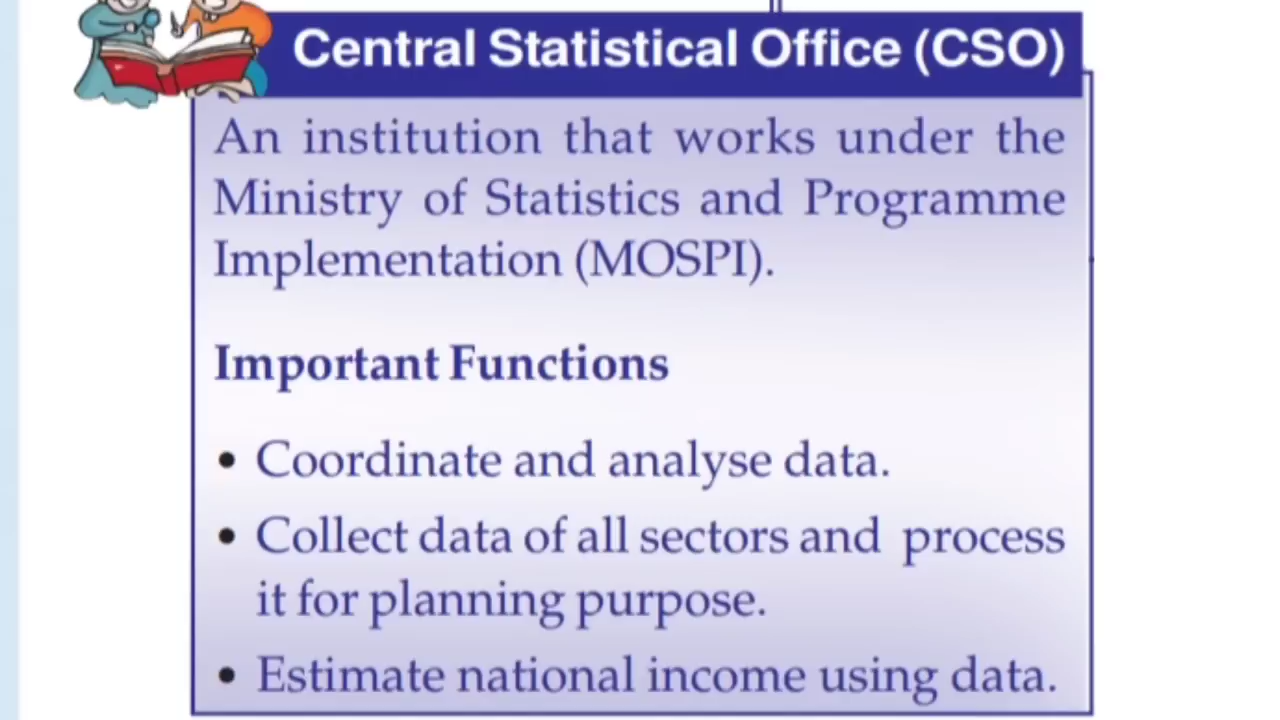 Central Statistical Office (CSO)
An institution that works under the
Ministry of Statistics and Programme
Implementation (MOSPI).
Important Functions
• Coordinate and analyse data.
• Collect data of all sectors and process
it for planning purpose.
• Estimate national income using data.